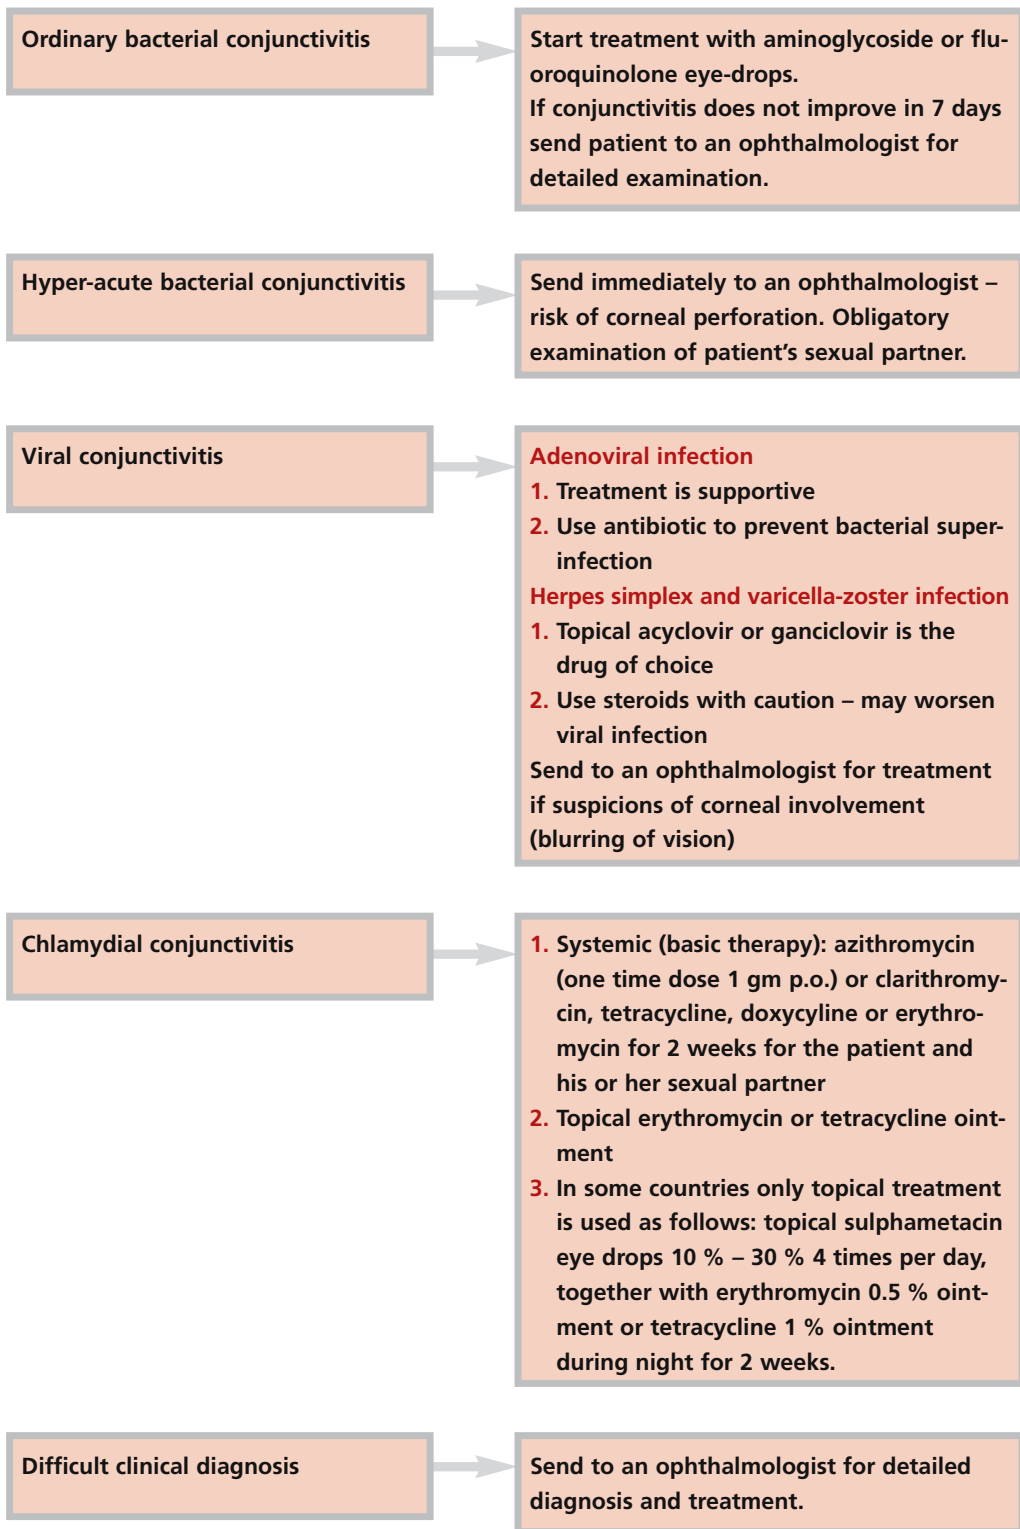 Ordinary bacterial conjunctivitis
Start treatment with aminoglycoside or flu-
oroquinolone eye-drops.
If conjunctivitis does not improve in 7 days
send patient to an ophthalmologist for
detailed examination.
Hyper-acute bacterial conjunctivitis
Send immediately to an ophthalmologist –
risk of corneal perforation. Obligatory
examination of patient’s sexual partner.
Viral conjunctivitis
Adenoviral infection
1. Treatment is supportive
2. Use antibiotic to prevent bacterial super-
infection
Herpes simplex and varicella-zoster infection
1. Topical acyclovir or ganciclovir is the
drug of choice
2. Use steroids with caution – may worsen
viral infection
Send to an ophthalmologist for treatment
if suspicions of corneal involvement
(blurring of vision)
Chlamydial conjunctivitis
1. Systemic (basic therapy): azithromycin
(one time dose 1 gm p.o.) or clarithromy-
cin, tetracycline, doxycyline or erythro-
mycin for 2 weeks for the patient and
his or her sexual partner
2. Topical erythromycin or tetracycline oint-
ment
3. In some countries only topical treatment
is used as follows: topical sulphametacin
eye drops 10 % – 30 % 4 times per day,
together with erythromycin 0.5 % oint-
ment or tetracycline 1 % ointment
during night for 2 weeks.
Difficult clinical diagnosis
Send to an ophthalmologist for detailed
diagnosis and treatment.